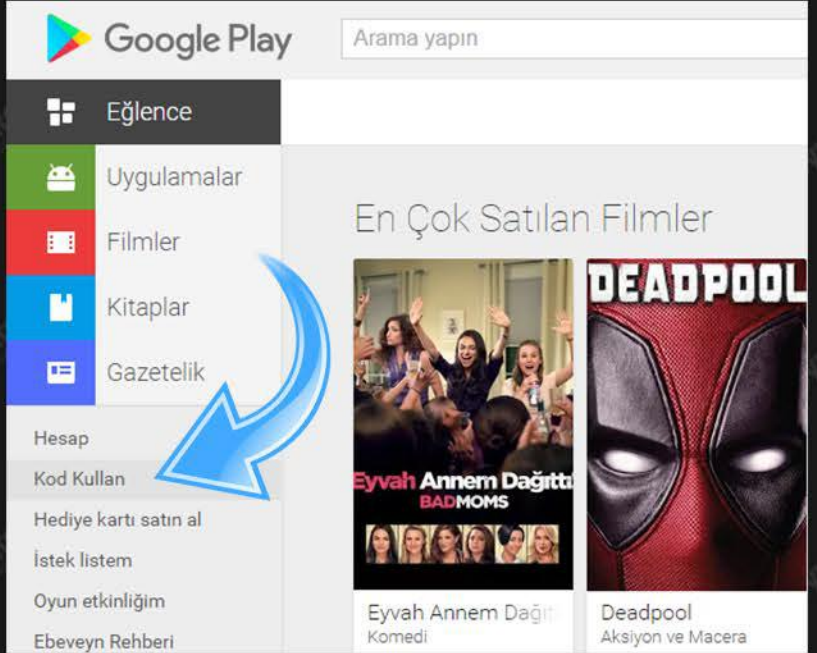 Google Play
Arama yapın
Eğlence
Uygulamalar
Filmler
Kitaplar
Gazetelik
Hesap
Kod Kullan
Hediye kartı satın al
İstek listem
Oyun etkinliğim
Ebeveyn Rehberi
En Çok Satılan Filmler
Eyvah Annem Dağıttı
BADMOMS
Eyvah Annem Dağıt
Komedi
DEADPOOL
Deadpool
Aksiyon ve Macera